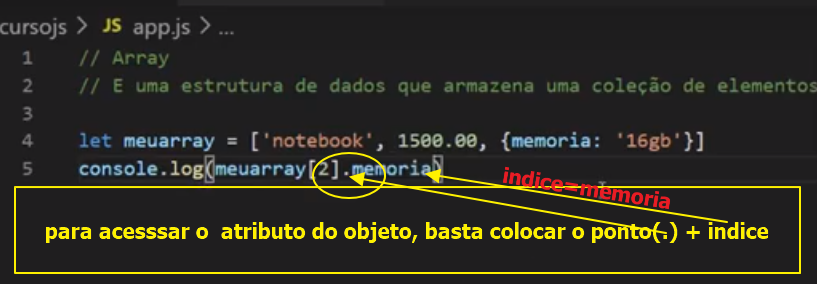 cursojs > JS app.js > ...
1 // Array
2 // E uma estrutura de dados que armazena uma coleção de elementos
3
4 let meuarray = ['notebook', 1500.00, {memoria: '16gb'}]
5 console.log(meuarray[2].memoria)
indice=memoria
para acesssar o atributo do objeto, basta colocar o ponto(.) + indice